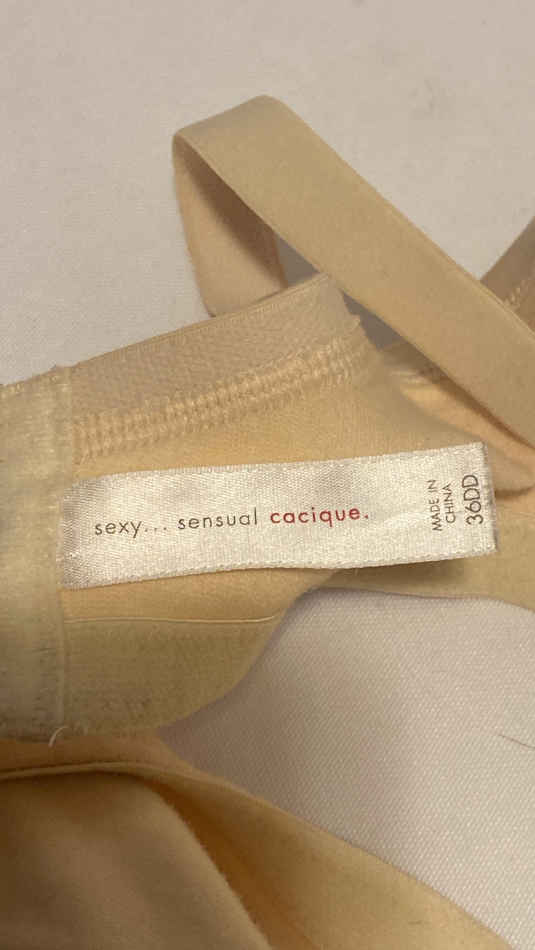 sexy... sensual cacique.
MADE IN
CHINA
36DD